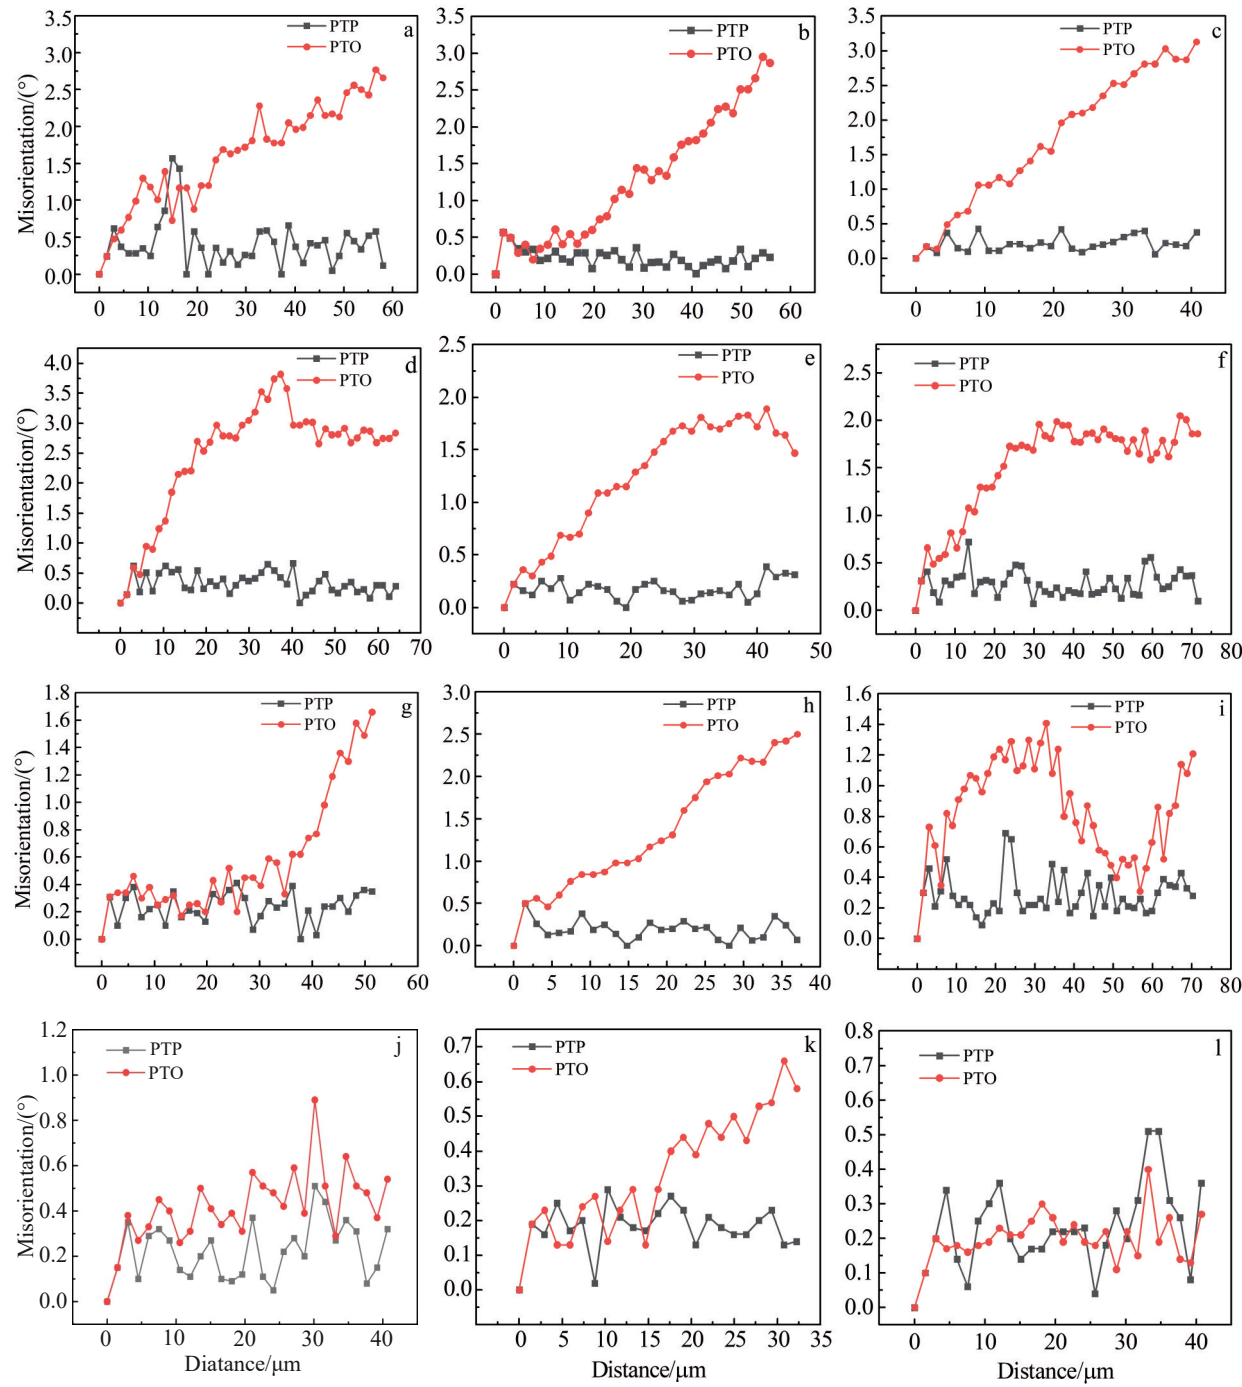 PTP
PTO
a
Misorientation/(°)
3.5
3.0
2.5
2.0
1.5
1.0
0.5
0.0
0 10 20 30 40 50 60
PTP
PTO
b
3.5
3.0
2.5
2.0
1.5
1.0
0.5
0.0
0 10 20 30 40 50 60
PTP
PTO
c
3.5
3.0
2.5
2.0
1.5
1.0
0.5
0.0
0 5 10 15 20 25 30 35 40 45
PTP
PTO
d
Misorientation/(°)
4.0
3.5
3.0
2.5
2.0
1.5
1.0
0.5
0.0
0 10 20 30 40 50 60 70
PTP
PTO
e
2.5
2.0
1.5
1.0
0.5
0.0
0 10 20 30 40 50
PTP
PTO
f
2.5
2.0
1.5
1.0
0.5
0.0
0 10 20 30 40 50 60 70 80
PTP
PTO
g
Misorientation/(°)
1.8
1.6
1.4
1.2
1.0
0.8
0.6
0.4
0.2
0.0
0 10 20 30 40 50 60
PTP
PTO
h
3.0
2.5
2.0
1.5
1.0
0.5
0.0
0 5 10 15 20 25 30 35 40
PTP
PTO
i
1.6
1.4
1.2
1.0
0.8
0.6
0.4
0.2
0.0
0 10 20 30 40 50 60 70 80
PTP
PTO
j
Misorientation/(°)
1.2
1.0
0.8
0.6
0.4
0.2
0.0
0 10 20 30 40
Diatance/μm
PTP
PTO
k
0.7
0.6
0.5
0.4
0.3
0.2
0.1
0.0
0 5 10 15 20 25 30 35
Distance/μm
PTP
PTO
l
0.8
0.7
0.6
0.5
0.4
0.3
0.2
0.1
0.0
0 10 20 30 40
Distance/μm